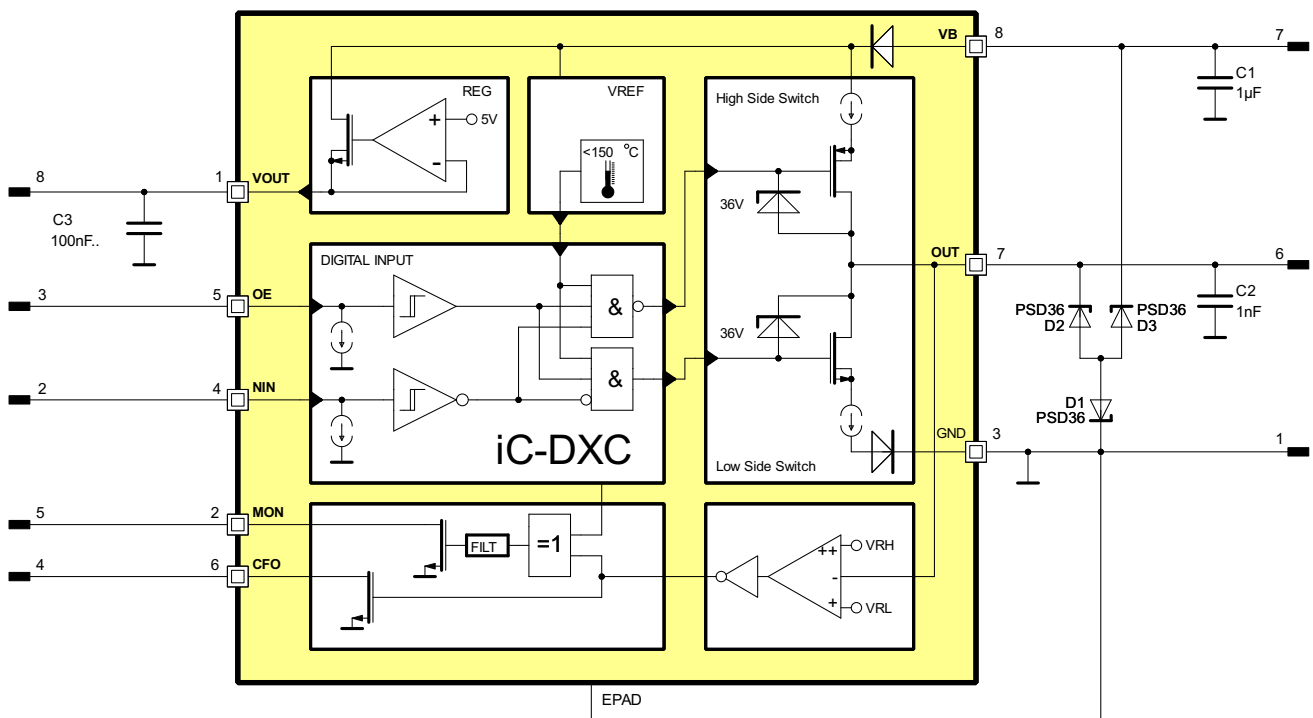 VB
8
7
REG
VREF
High Side Switch
C1
1µF
+
5V
-
<150 °C
8
1
VOUT
36V
C3
100nF..
DIGITAL INPUT
OUT
7
6
3
5
OE
&
C2
1nF
PSD36
D2
PSD36
D3
36V
2
4
NIN
&
D1
PSD36
iC-DXC
GND
3
1
Low Side Switch
5
2
MON
FILT
=1
++
VRH
4
6
CFO
-
+
VRL
EPAD